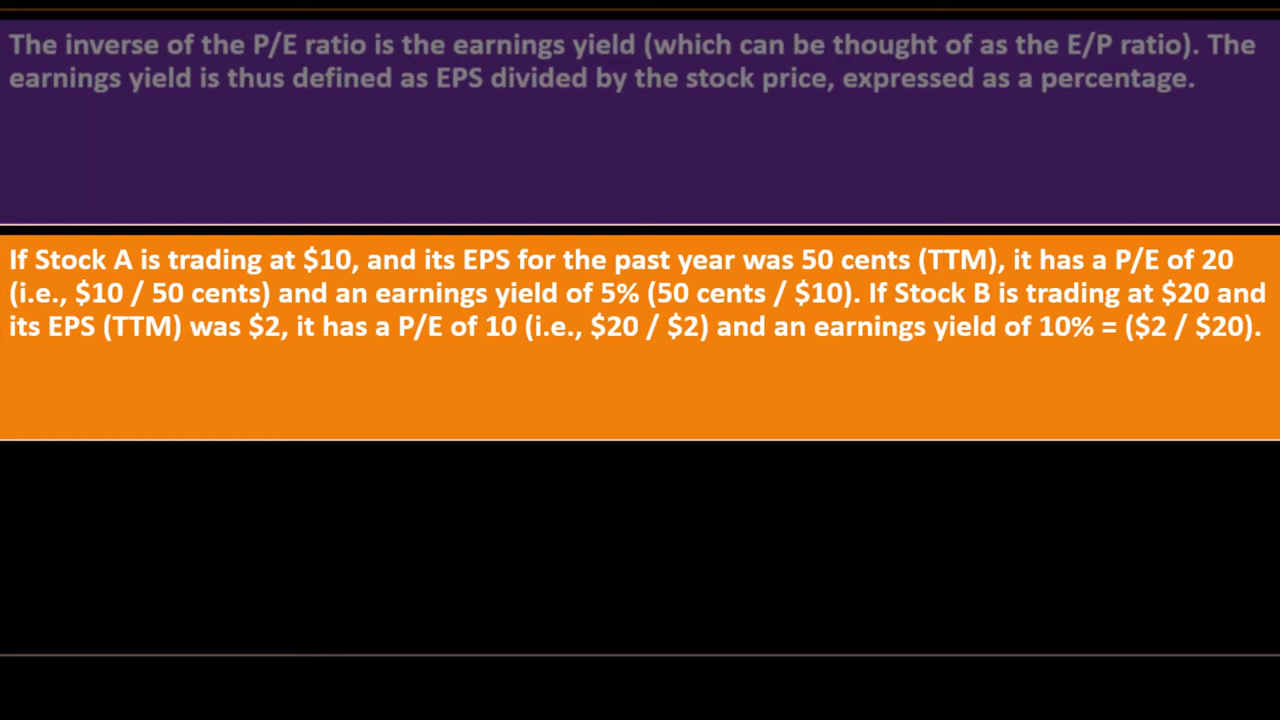 The inverse of the P/E ratio is the earnings yield (which can be thought of as the E/P ratio). The
earnings yield is thus defined as EPS divided by the stock price, expressed as a percentage.
If Stock A is trading at $10, and its EPS for the past year was 50 cents (TTM), it has a P/E of 20
(i.e., $10 / 50 cents) and an earnings yield of 5% (50 cents / $10). If Stock B is trading at $20 and
its EPS (TTM) was $2, it has a P/E of 10 (i.e., $20 / $2) and an earnings yield of 10% = ($2 / $20).